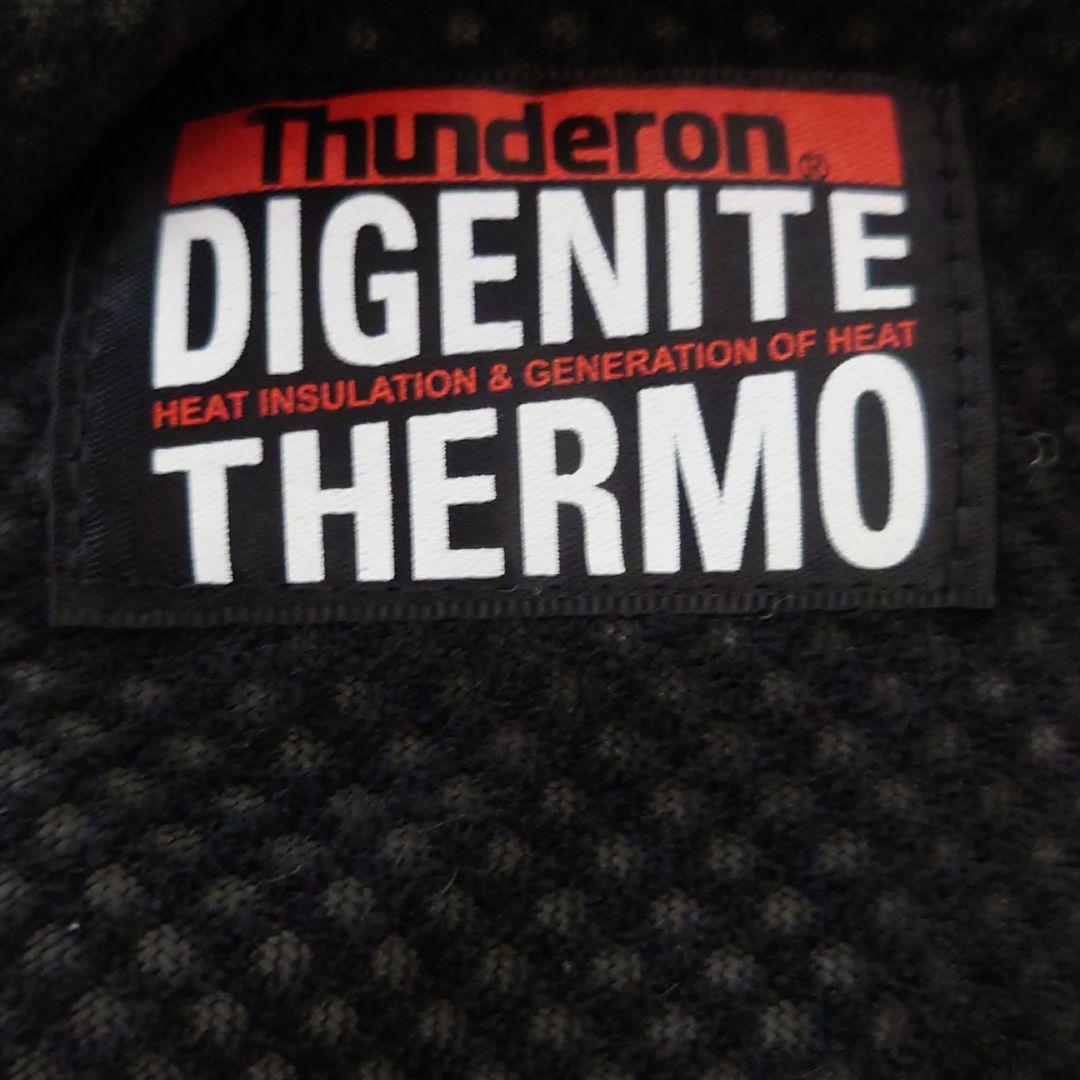 Thunderon®
DIGENITE
HEAT INSULATION & GENERATION OF HEAT
THERMO